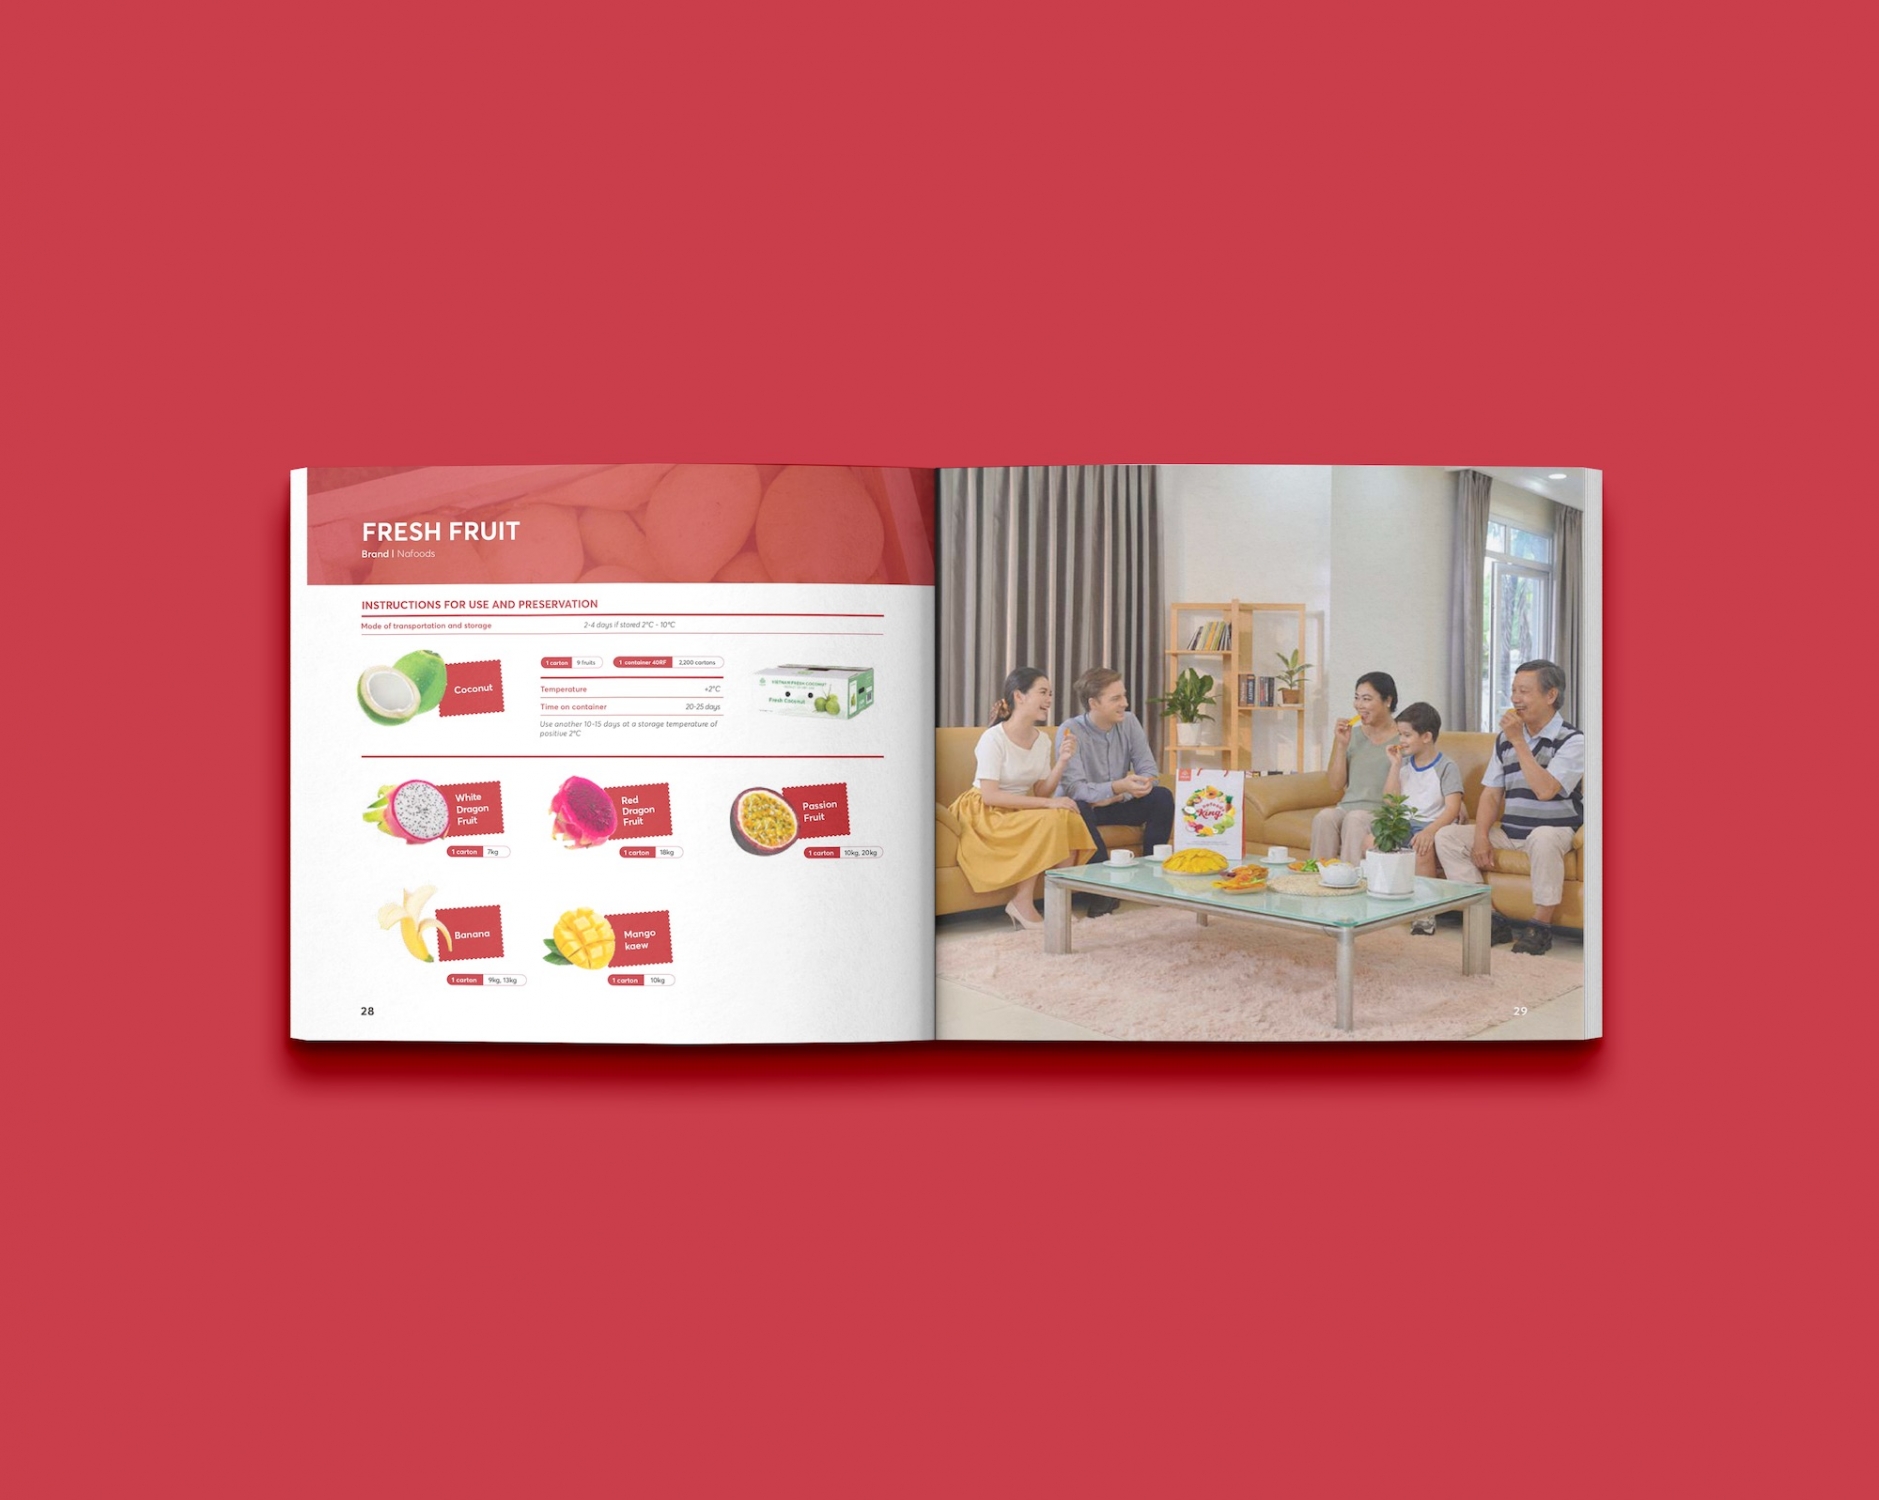 FRESH FRUIT
Brand | Nafoods
INSTRUCTIONS FOR USE AND PRESERVATION
Mode of transportation and storage 2-4 days if stored 2°C - 10°C
Coconut
1 carton 9 fruits 1 container 40RF 2,200 cartons
Temperature +2°C
Time on container 20-25 days
Use another 10-15 days at a storage temperature of
positive 2°C
VIETNAM FRESH COCONUT
Fresh Coconut
White
Dragon
Fruit
1 carton 7kg
Red
Dragon
Fruit
1 carton 18kg
Passion
Fruit
1 carton 10kg, 20kg
Banana
1 carton 9kg, 13kg
Mango
kaew
1 carton 10kg
28
King
29